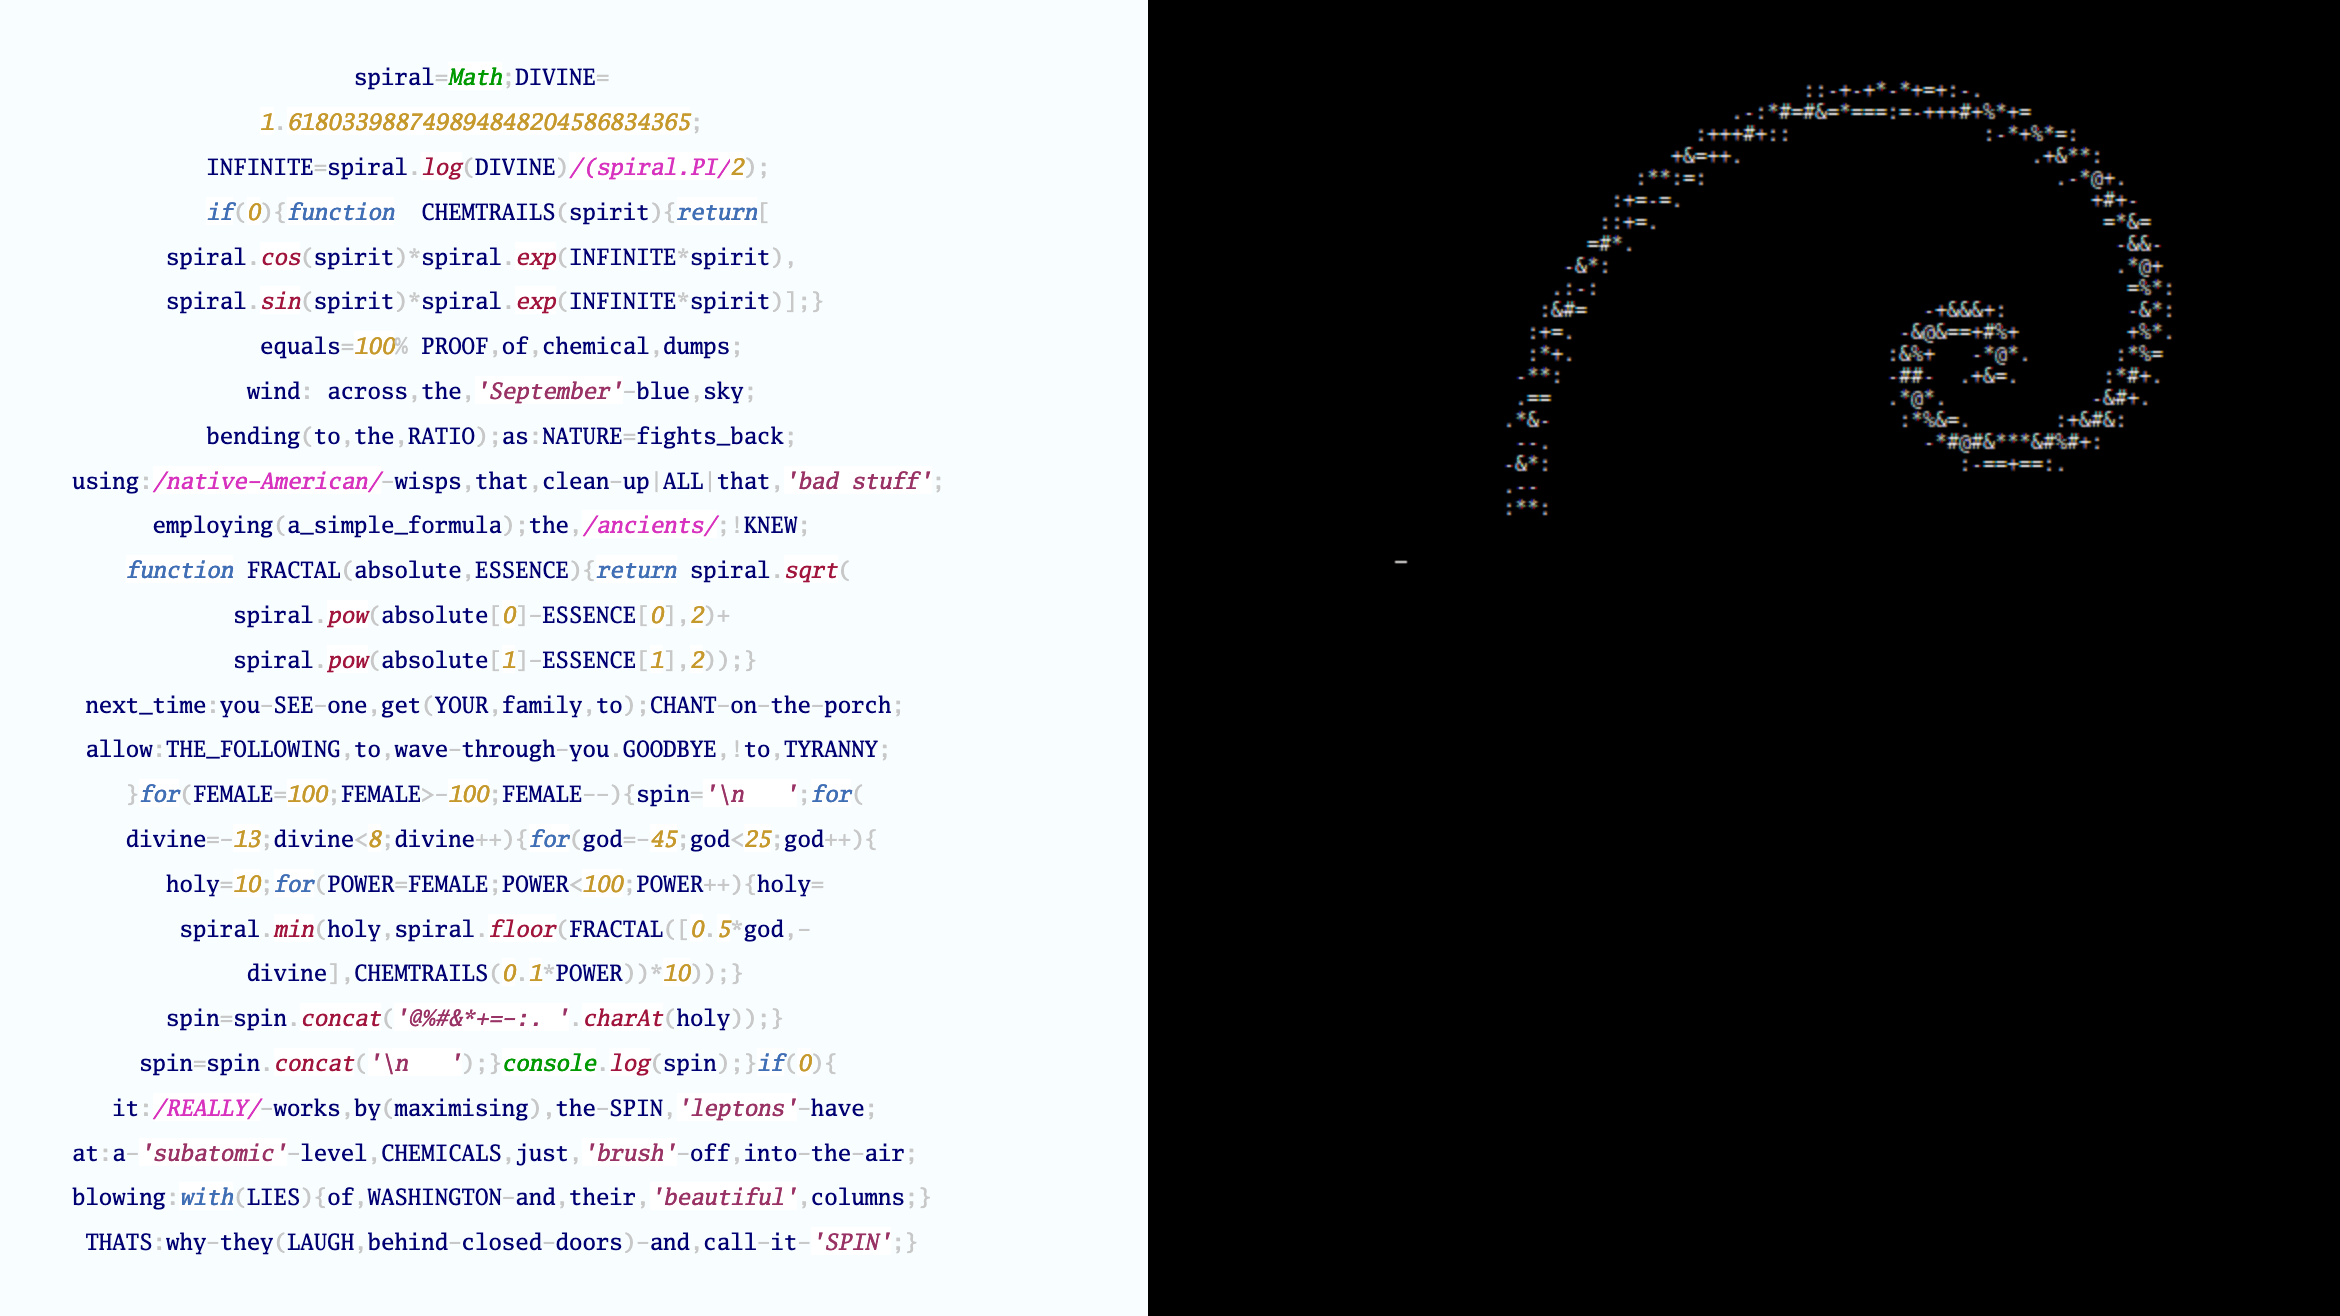 spiral=Math;DIVINE=
1.618033988749894848204586834365;
INFINITE=spiral.log(DIVINE)/(spiral.PI/2);
if(0){function  CHEMTRAILS(spirit){return[
spiral.cos(spirit)*spiral.exp(INFINITE*spirit),
spiral.sin(spirit)*spiral.exp(INFINITE*spirit)];}
equals=100% PROOF,of,chemical,dumps;
wind: across,the,'September'-blue,sky;
bending(to,the,RATIO);as:NATURE=fights_back;
using:/native-American/-wisps,that,clean-up|ALL|that,'bad stuff';
employing(a_simple_formula);the,/ancients/;!KNEW;
function FRACTAL(absolute,ESSENCE){return spiral.sqrt(
spiral.pow(absolute[0]-ESSENCE[0],2)+
spiral.pow(absolute[1]-ESSENCE[1],2));}
next_time:you-SEE-one,get(YOUR,family,to);CHANT-on-the-porch;
allow:THE_FOLLOWING,to,wave-through-you.GOODBYE,!to,TYRANNY;
}for(FEMALE=100;FEMALE>-100;FEMALE--){spin='\n   ';for(
divine=-13;divine<8;divine++){for(god=-45;god<25;god++){
holy=10;for(POWER=FEMALE;POWER<100;POWER++){holy=
spiral.min(holy,spiral.floor(FRACTAL([0.5*god,-
divine],CHEMTRAILS(0.1*POWER))*10));}
spin=spin.concat('@%#&*+=-:. '.charAt(holy));}
spin=spin.concat('\n   ');}console.log(spin);}if(0){
it:/REALLY/-works,by(maximising),the-SPIN,'leptons'-have;
at:a-'subatomic'-level,CHEMICALS,just,'brush'-off,into-the-air;
blowing:with(LIES){of,WASHINGTON-and,their,'beautiful',columns;}
THATS:why-they(LAUGH,behind-closed-doors)-and,call-it-'SPIN';}
::-+-+*-*+=+:-.
.-:*#=#&=*===:=-+++#+%*+=
:+++#+::                 :-*+%*=:
+&=++.                         .+&**:
:**:=:                              .-*@+.
:+=-=.                                   +#+-
::+=.                                      =*&=
=#*.                                         -&&-
-&*:                                           .*@+
.:-:                                             =%*:
:&#=                             -+&&&+:           -&*:
:+=.                            -&@&==+#%+         +%*.
:*+.                           :&%+   -*@*.       :*%=
-**:                            -##-  .+&=.       :*#+.
.==                             .*@*.            -&#+.
.*&-                              :*%&=.       :+&#&:
--.                                -*#@#&***&#%#+:
-&*:                                   :-==+==:.
.--
:**: